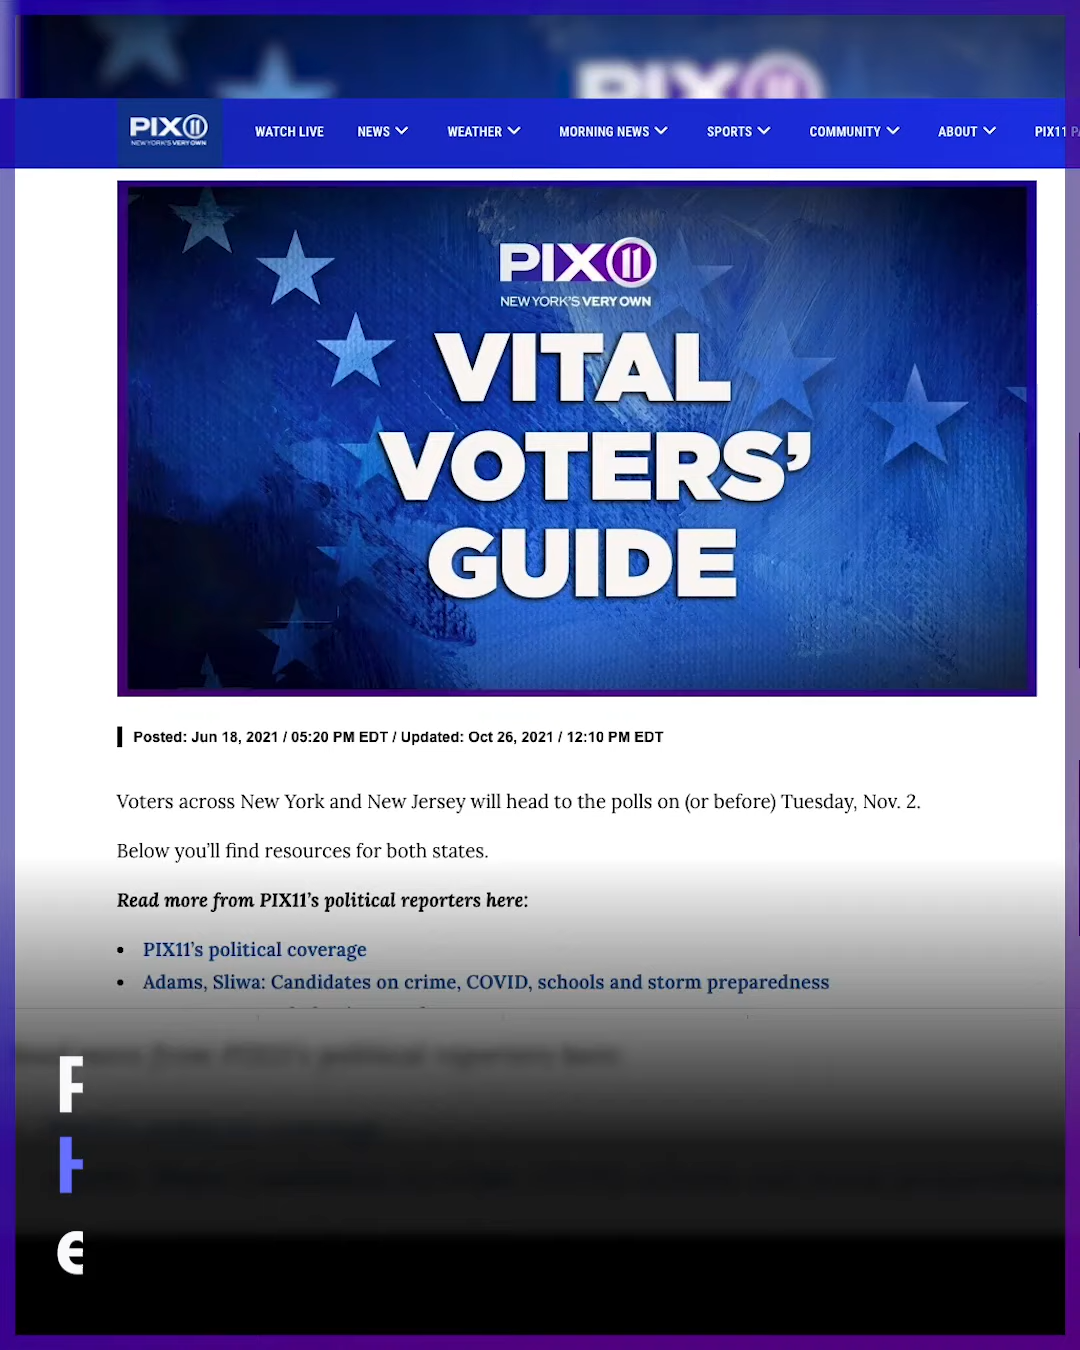 PIX11
PIX11
NEW YORK'S VERY OWN
WATCH LIVE NEWS WEATHER MORNING NEWS SPORTS COMMUNITY ABOUT PIX11
PIX11
NEW YORK'S VERY OWN
VITAL
VOTERS'
GUIDE
Posted: Jun 18, 2021 / 05:20 PM EDT / Updated: Oct 26, 2021 / 12:10 PM EDT
Voters across New York and New Jersey will head to the polls on (or before) Tuesday, Nov. 2.
Below you'll find resources for both states.
Read more from PIX11's political reporters here:
• PIX11's political coverage
• Adams, Sliwa: Candidates on crime, COVID, schools and storm preparedness